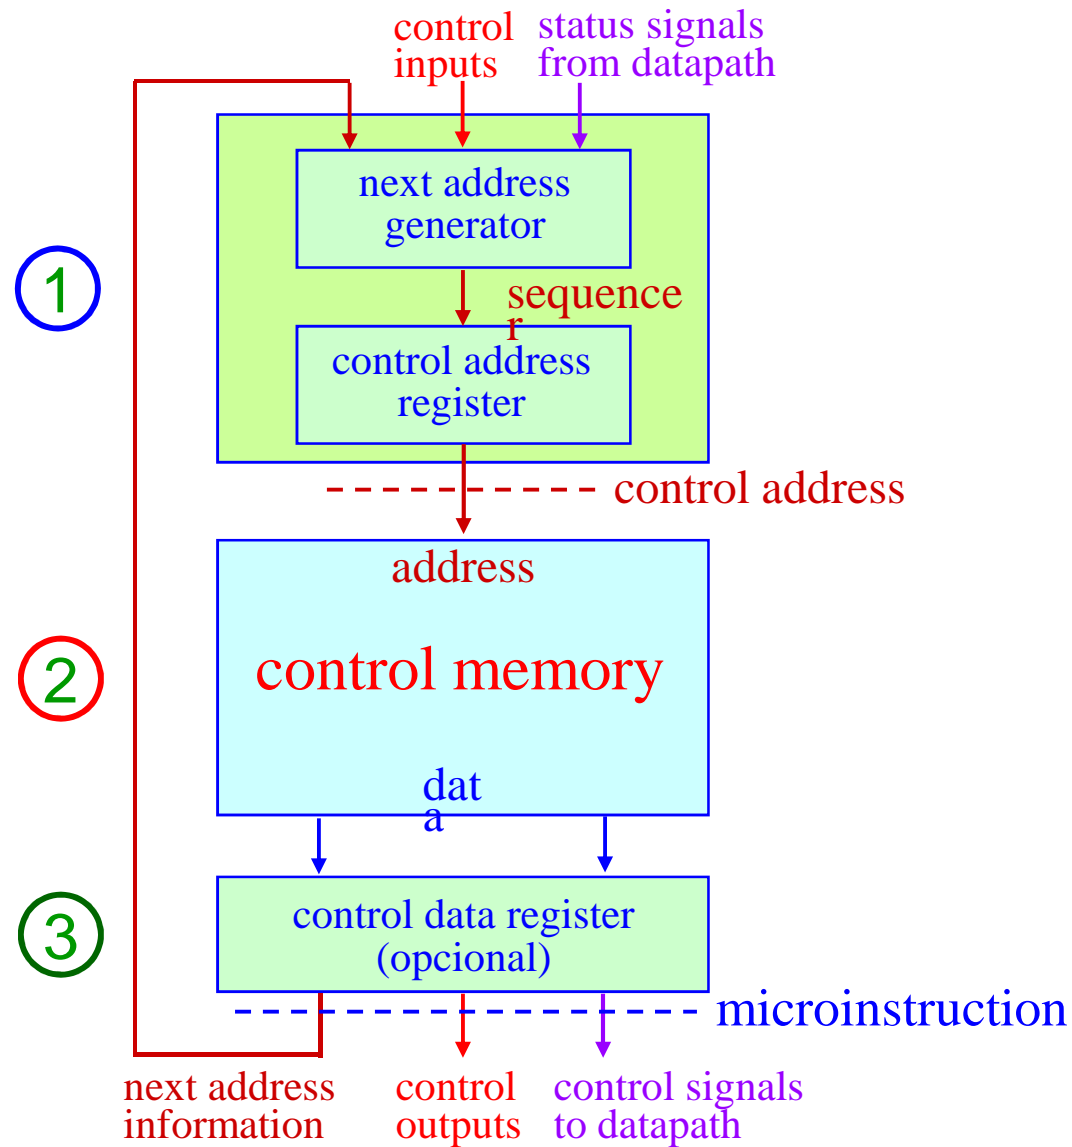 control
inputs
status signals
from datapath
next address
generator
1
sequence
r
control address
register
control address
address
2
control memory
dat
a
3
control data register
(opcional)
microinstruction
next address
information
control
outputs
control signals
to datapath